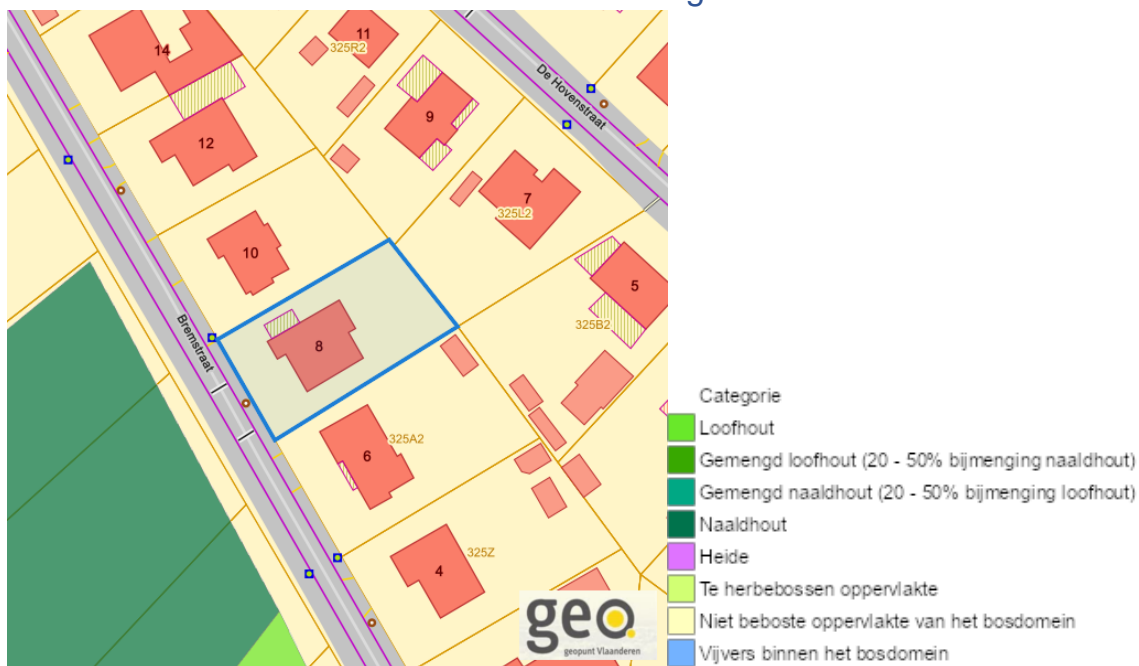 14
11
325R2
De Hovenstraat
9
12
7
325L2
10
5
Bremstraat
8
325B2
6
325A2
4
325Z
geo.
geopunt Vlaanderen
Categorie
Loofhout
Gemengd loofhout (20 - 50% bijmenging naaldhout)
Gemengd naaldhout (20 - 50% bijmenging loofhout)
Naaldhout
Heide
Te herbebossen oppervlakte
Niet beboste oppervlakte van het bosdomein
Vijvers binnen het bosdomein